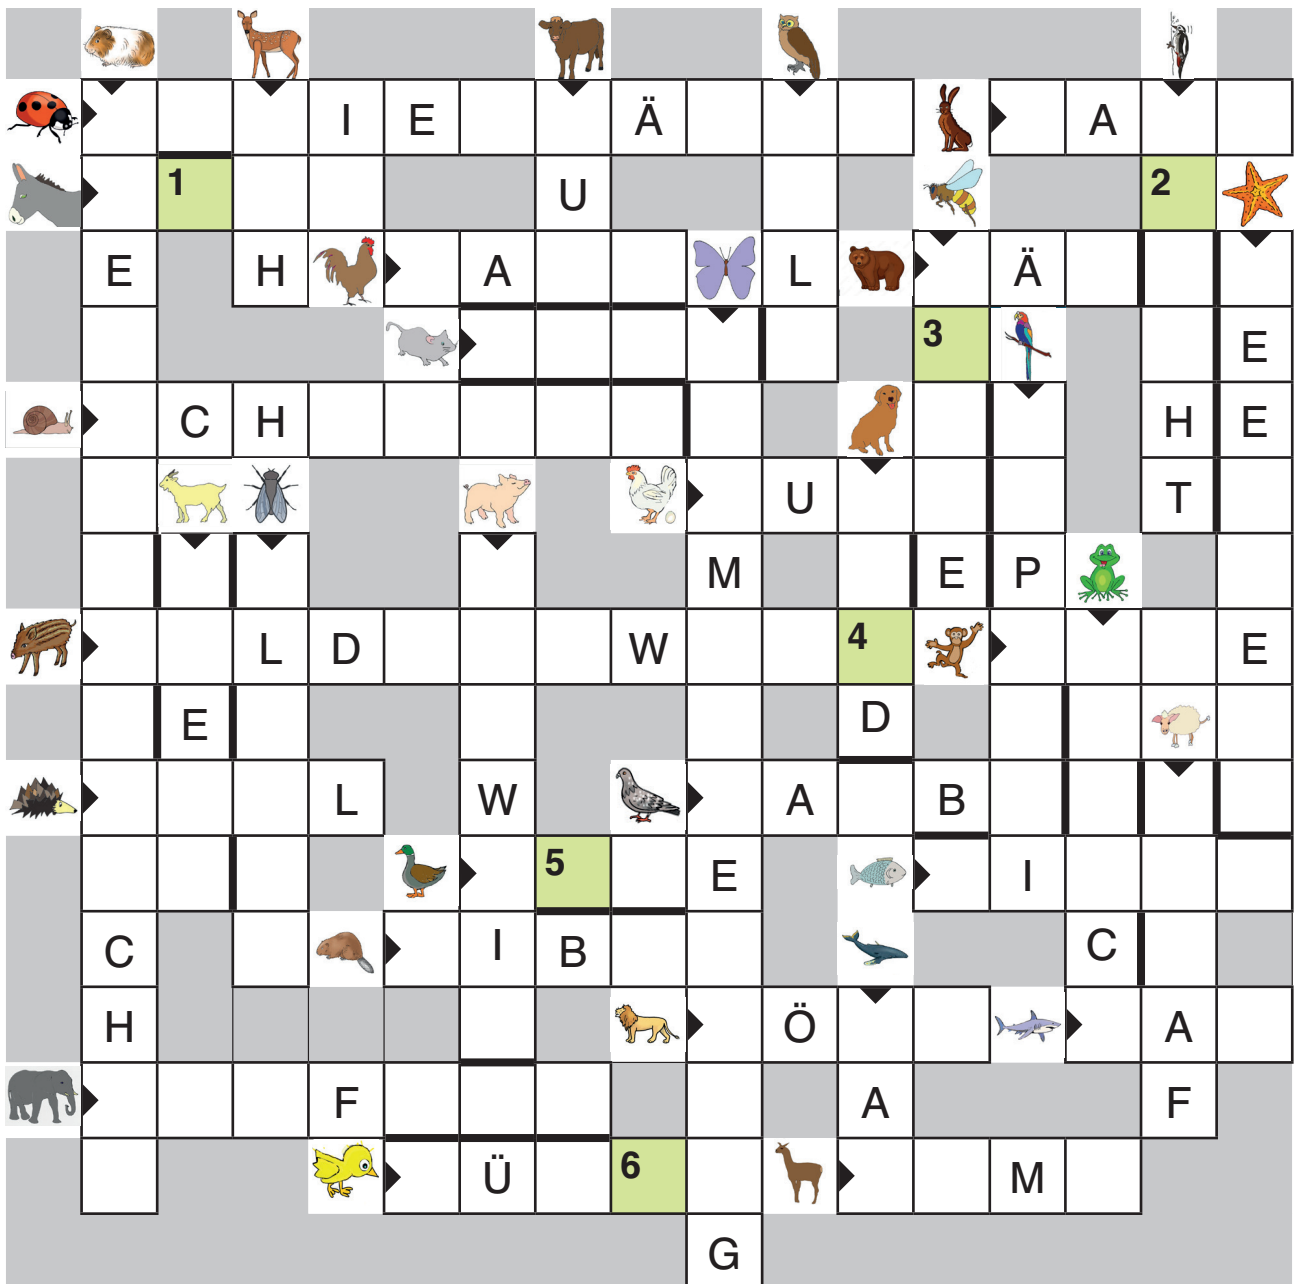 I E Ä A
1 U 2
E H A L Ä
3 E
C H H E
U T
M E P
L D W 4 E
E D
L W A B
5 E I
C I B C
H Ö A
F A F
Ü 6 M
G